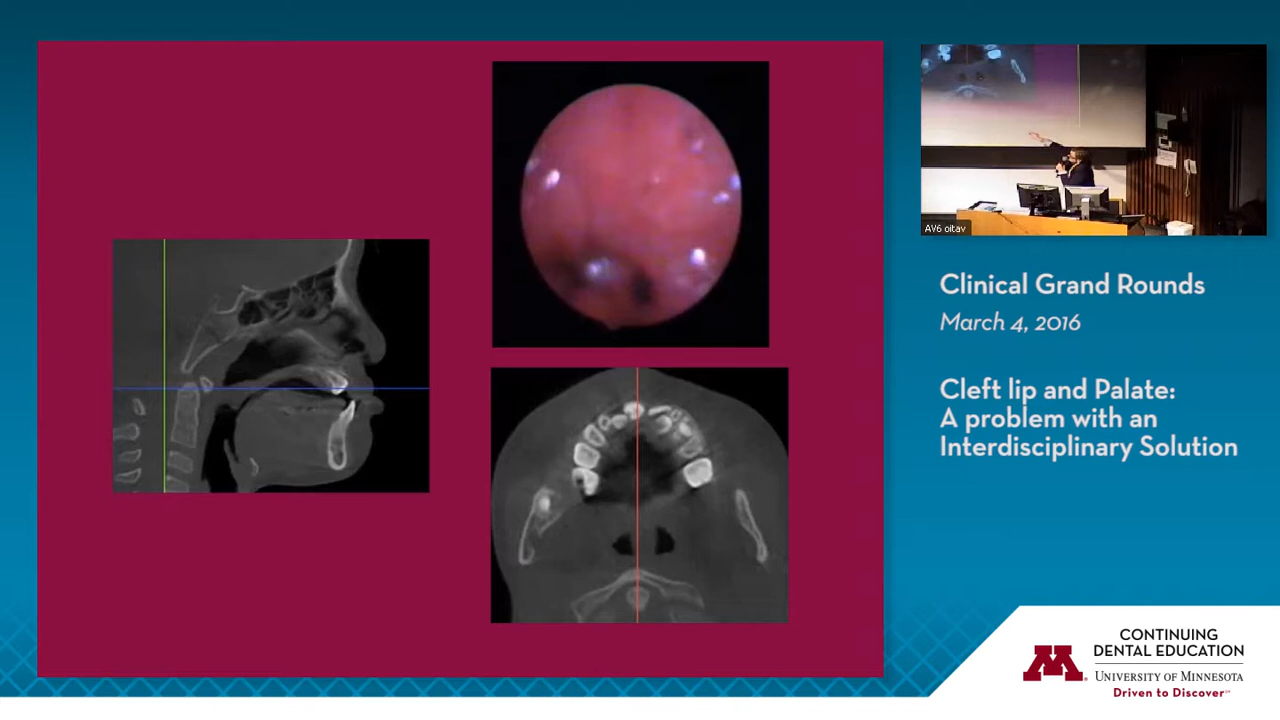 AV6 oitav
Clinical Grand Rounds
March 4, 2016
Cleft lip and Palate:
A problem with an
Interdisciplinary Solution
M
CONTINUING
DENTAL EDUCATION
UNIVERSITY OF MINNESOTA
Driven to Discover℠